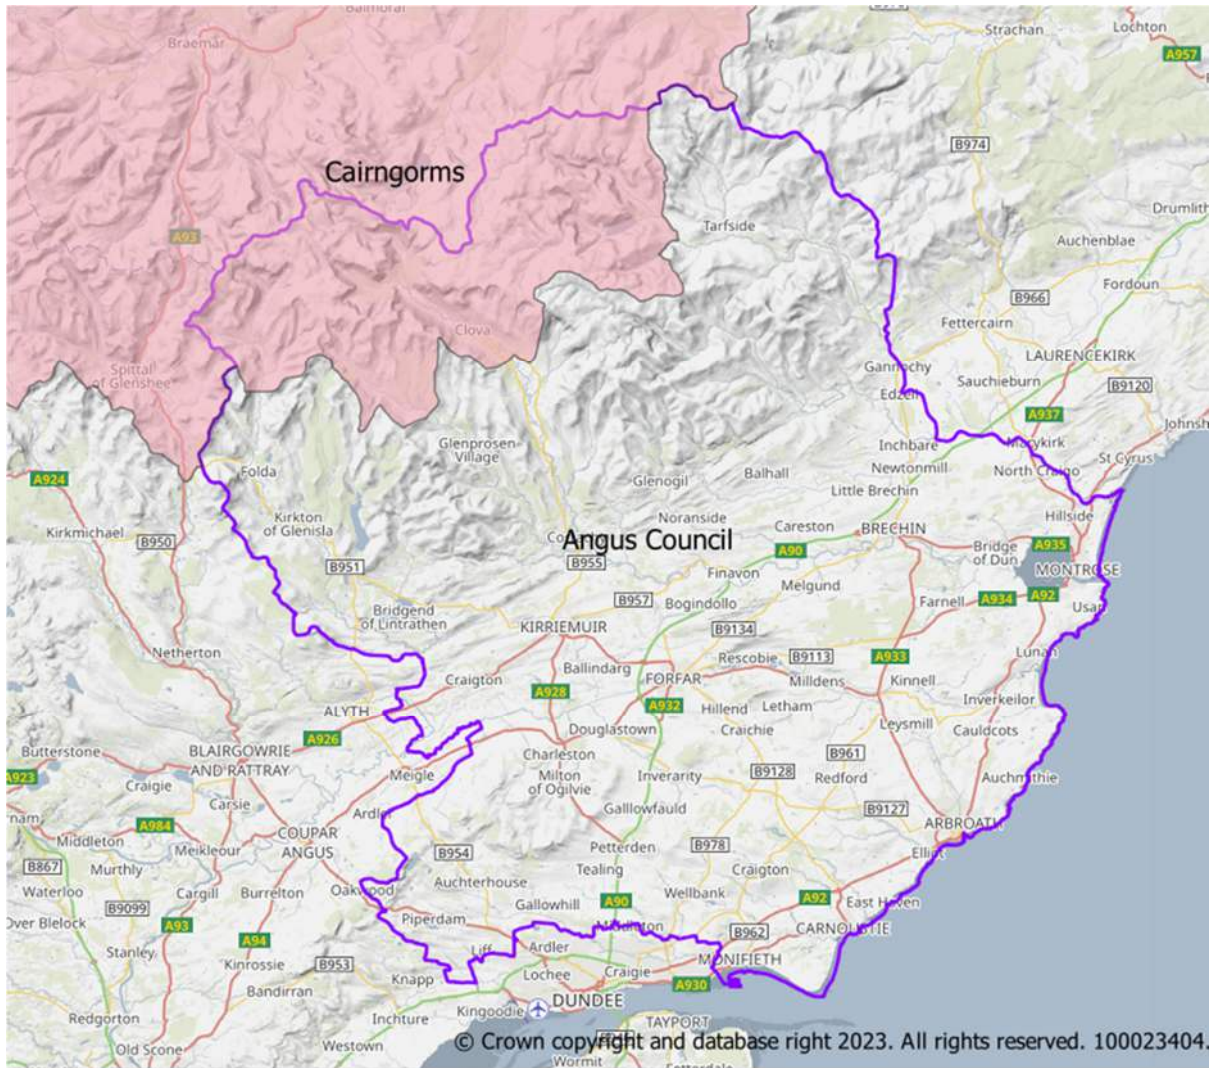 Balmoral
Strachan
Lochton
Braemar
A957
B974
Cairngorms
Drumlith
Tarfside
A93
Auchenblae
Fordoun
B966
Fettercairn
Clova
LAURENCEKIRK
Spittal
of Glenshee
Gannochy
Sauchieburn
B9120
Edzell
A937
Johnsh
Glenprosen
Village
Inchbare
Marykirk
Folda
Balhall
Newtonmill
North Craigo
St Cyrus
A924
Glenogil
Little Brechin
Kirkmichael
Kirkton
of Glenisla
Noranside
Careston
BRECHIN
Hillside
B950
Angus Council
A90
Bridge
of Dun
A935
B951
B955
Finavon
MONTROSE
Melgund
A934
A92
Bridgend
of Lintrathen
B957
Bogindollo
Farnell
Usan
KIRRIEMUIR
B9134
Netherton
Rescobie
B9113
A933
Lunan
Craigton
Ballindarg
FORFAR
Milldens
Kinnell
A928
Inverkeilor
ALYTH
A932
Hillend
Letham
A926
Douglastown
Craichie
Leysmill
Cauldcots
Butterstone
BLAIRGOWRIE
AND RATTRAY
Charleston
B961
A923
Meigle
Milton
of Ogilvie
Inverarity
B9128
Redford
Auchmithie
Craigie
Carsie
Ardler
Galllowfauld
B9127
A984
COUPAR
ANGUS
ARBROATH
Middleton
Meikleour
Petterden
B978
Elliot
B867
Murthly
B954
Tealing
Craigton
Waterloo
Cargill
Burrelton
Oakwood
Auchterhouse
Wellbank
A92
East Haven
B9099
Gallowhill
A90
Over Blelock
A93
Piperdam
Middleton
CARNOUSTIE
Stanley
A94
Liff
Ardler
B962
Kinrossie
B953
Knapp
Lochee
Craigie
MONIFIETH
Bandirran
A930
Redgorton
Kingoodie
DUNDEE
Inchture
TAYPORT
Old Scone
Westown
© Crown copyright and database right 2023. All rights reserved. 100023404.
Wormit